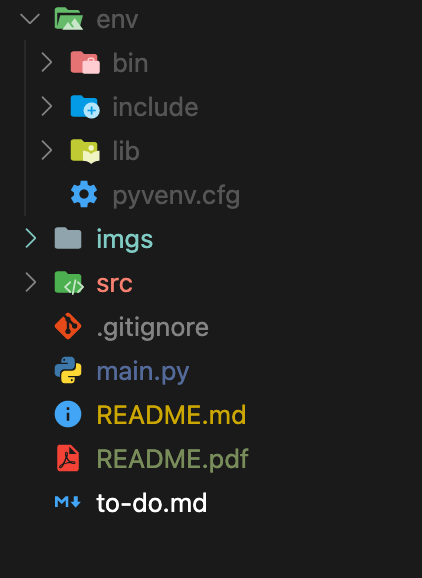 env
bin
include
lib
pyvenv.cfg
imgs
src
.gitignore
main.py
README.md
README.pdf
to-do.md